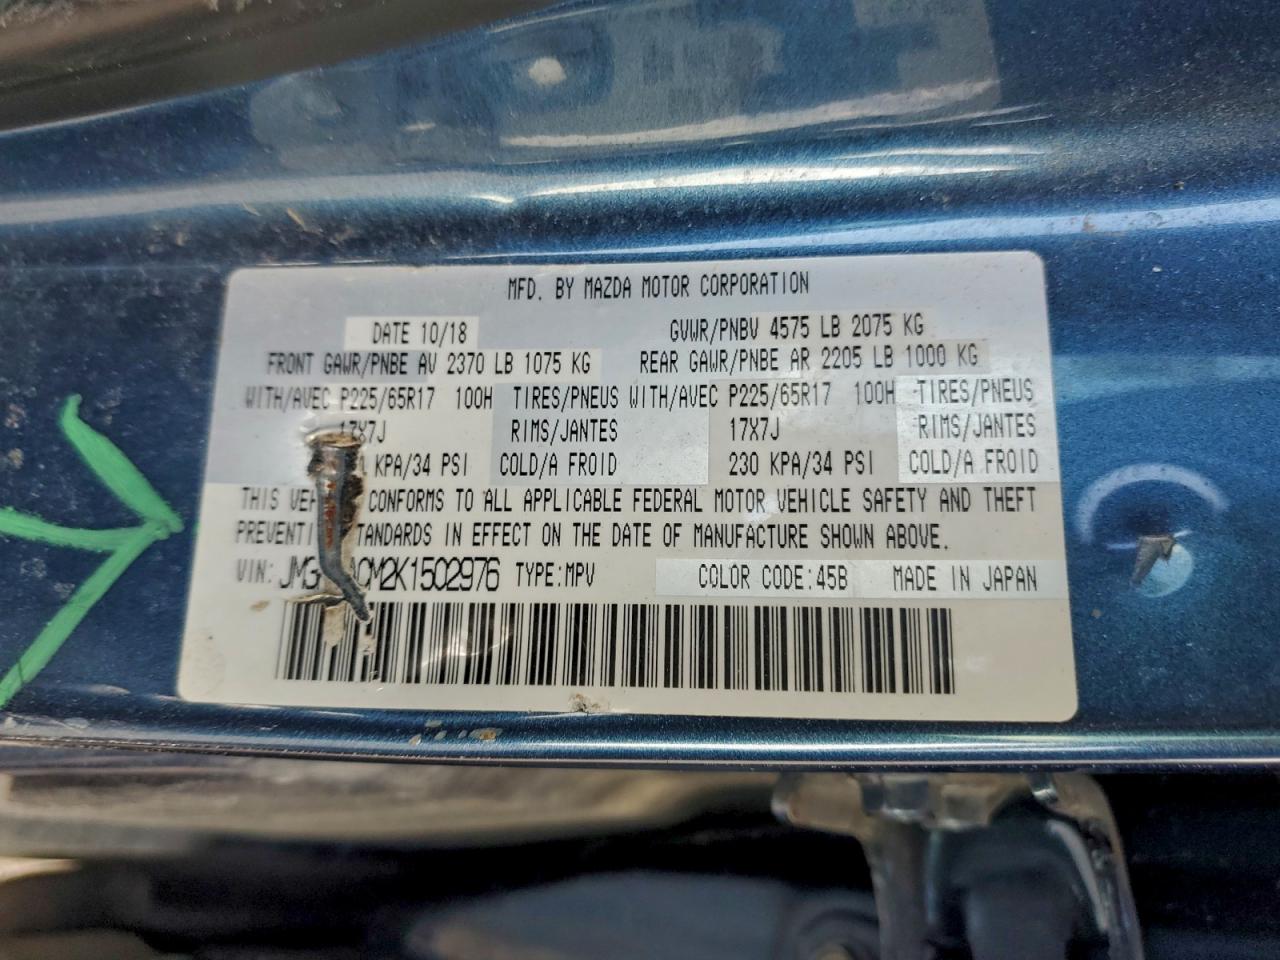 MFD. BY MAZDA MOTOR CORPORATION
DATE 10/18 GVWR/PNBV 4575 LB 2075 KG
FRONT GAWR/PNBE AV 2370 LB 1075 KG REAR GAWR/PNBE AR 2205 LB 1000 KG
WITH/AVEC P225/65R17 100H TIRES/PNEUS WITH/AVEC P225/65R17 100H TIRES/PNEUS
17X7J RIMS/JANTES 17X7J RIMS/JANTES
KPA/34 PSI COLD/A FROID 230 KPA/34 PSI COLD/A FROID
THIS CONFORMS TO ALL APPLICABLE FEDERAL MOTOR VEHICLE SAFETY AND THEFT
STANDARDS IN EFFECT ON THE DATE OF MANUFACTURE SHOWN ABOVE.
VIN: TYPE:MPV COLOR CODE:45B MADE IN JAPAN